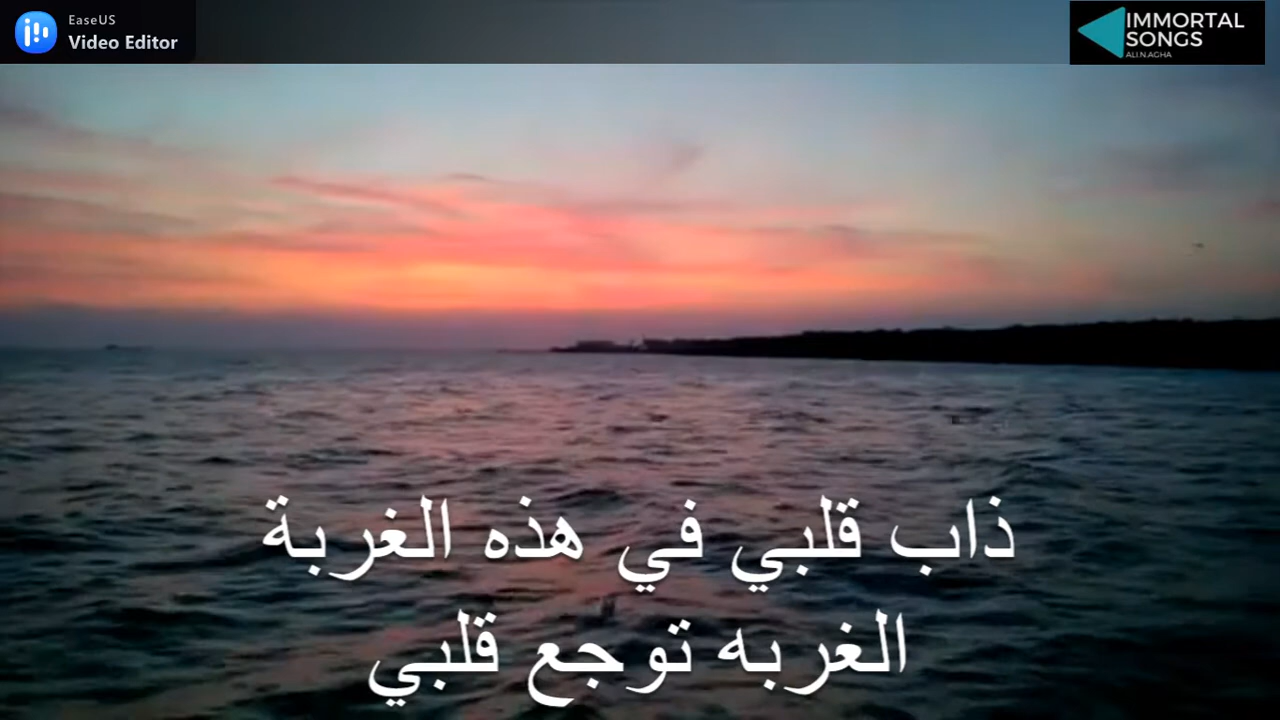 EaseUS
Video Editor
IMMORTAL
SONGS
ALI.N.AGHA
ذاب قلبي في هذه الغربة
الغربه توجع قلبي